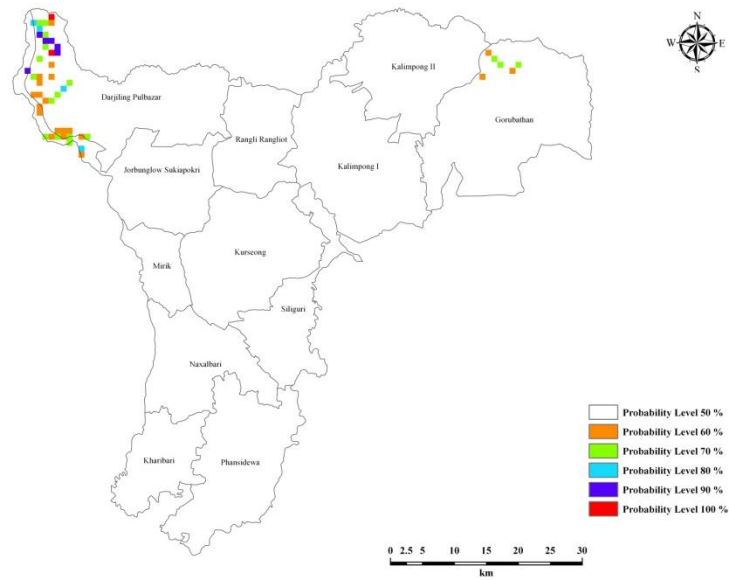 N
W E
S
Kalimpong II
Darjiling Pulbazar
Gorubathan
Rangli Rangliot
Jorbunglow Sukiapokri
Kalimpong I
Kurseong
Mirik
Siliguri
Naxalbari
Kharibari
Phansidewa
Probability Level 50 %
Probability Level 60 %
Probability Level 70 %
Probability Level 80 %
Probability Level 90 %
Probability Level 100 %
0 2.5 5 10 15 20 25 30
km